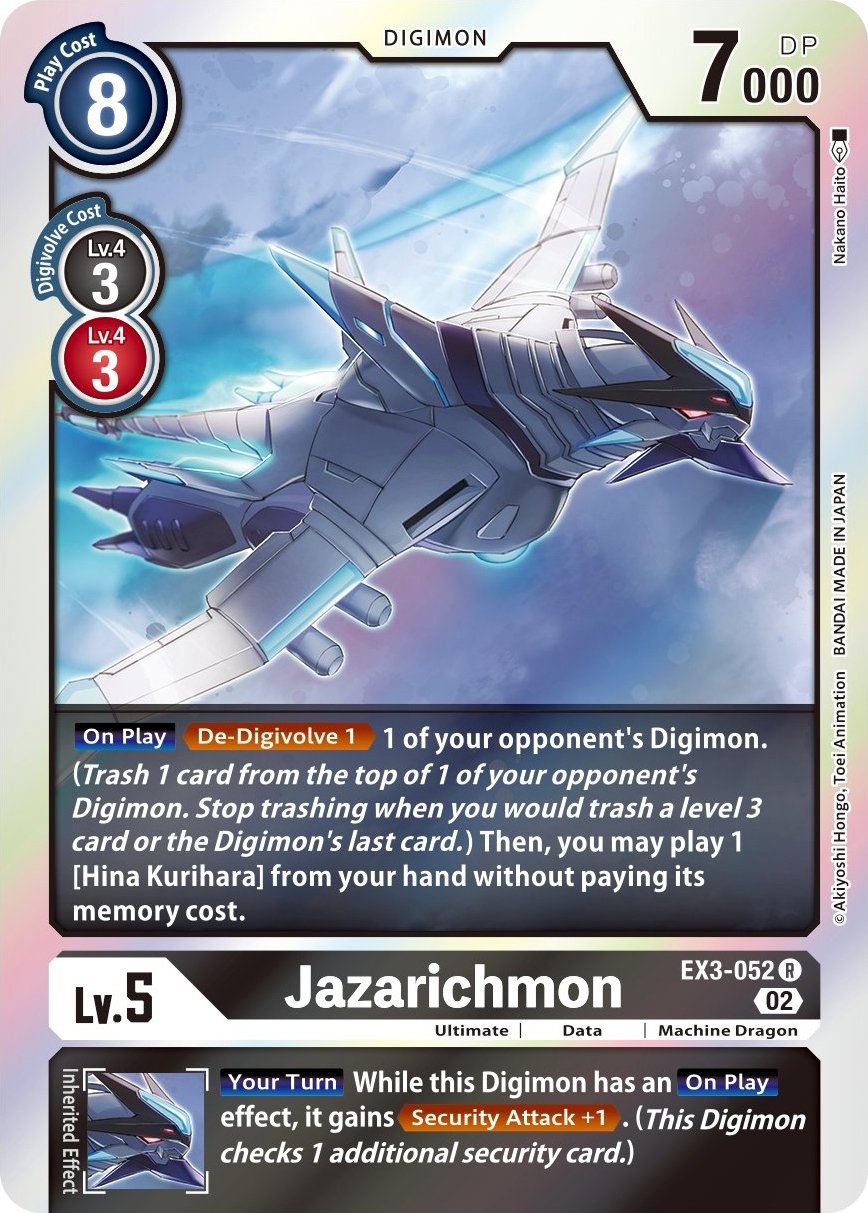 DIGIMON
Play Cost
8
DP
7000
Digivolve Cost
Lv.4
3
Lv.4
3
Nakano Haito
©Akiyoshi Hongo, Toei Animation BANDAI MADE IN JAPAN
On Play De-Digivolve 1 1 of your opponent's Digimon.
(Trash 1 card from the top of 1 of your opponent's
Digimon. Stop trashing when you would trash a level 3
card or the Digimon's last card.) Then, you may play 1
[Hina Kurihara] from your hand without paying its
memory cost.
Lv.5
Jazarichmon
EX3-052 R
02
Ultimate | Data | Machine Dragon
Inherited Effect
Your Turn While this Digimon has an On Play
effect, it gains Security Attack +1. (This Digimon
checks 1 additional security card.)